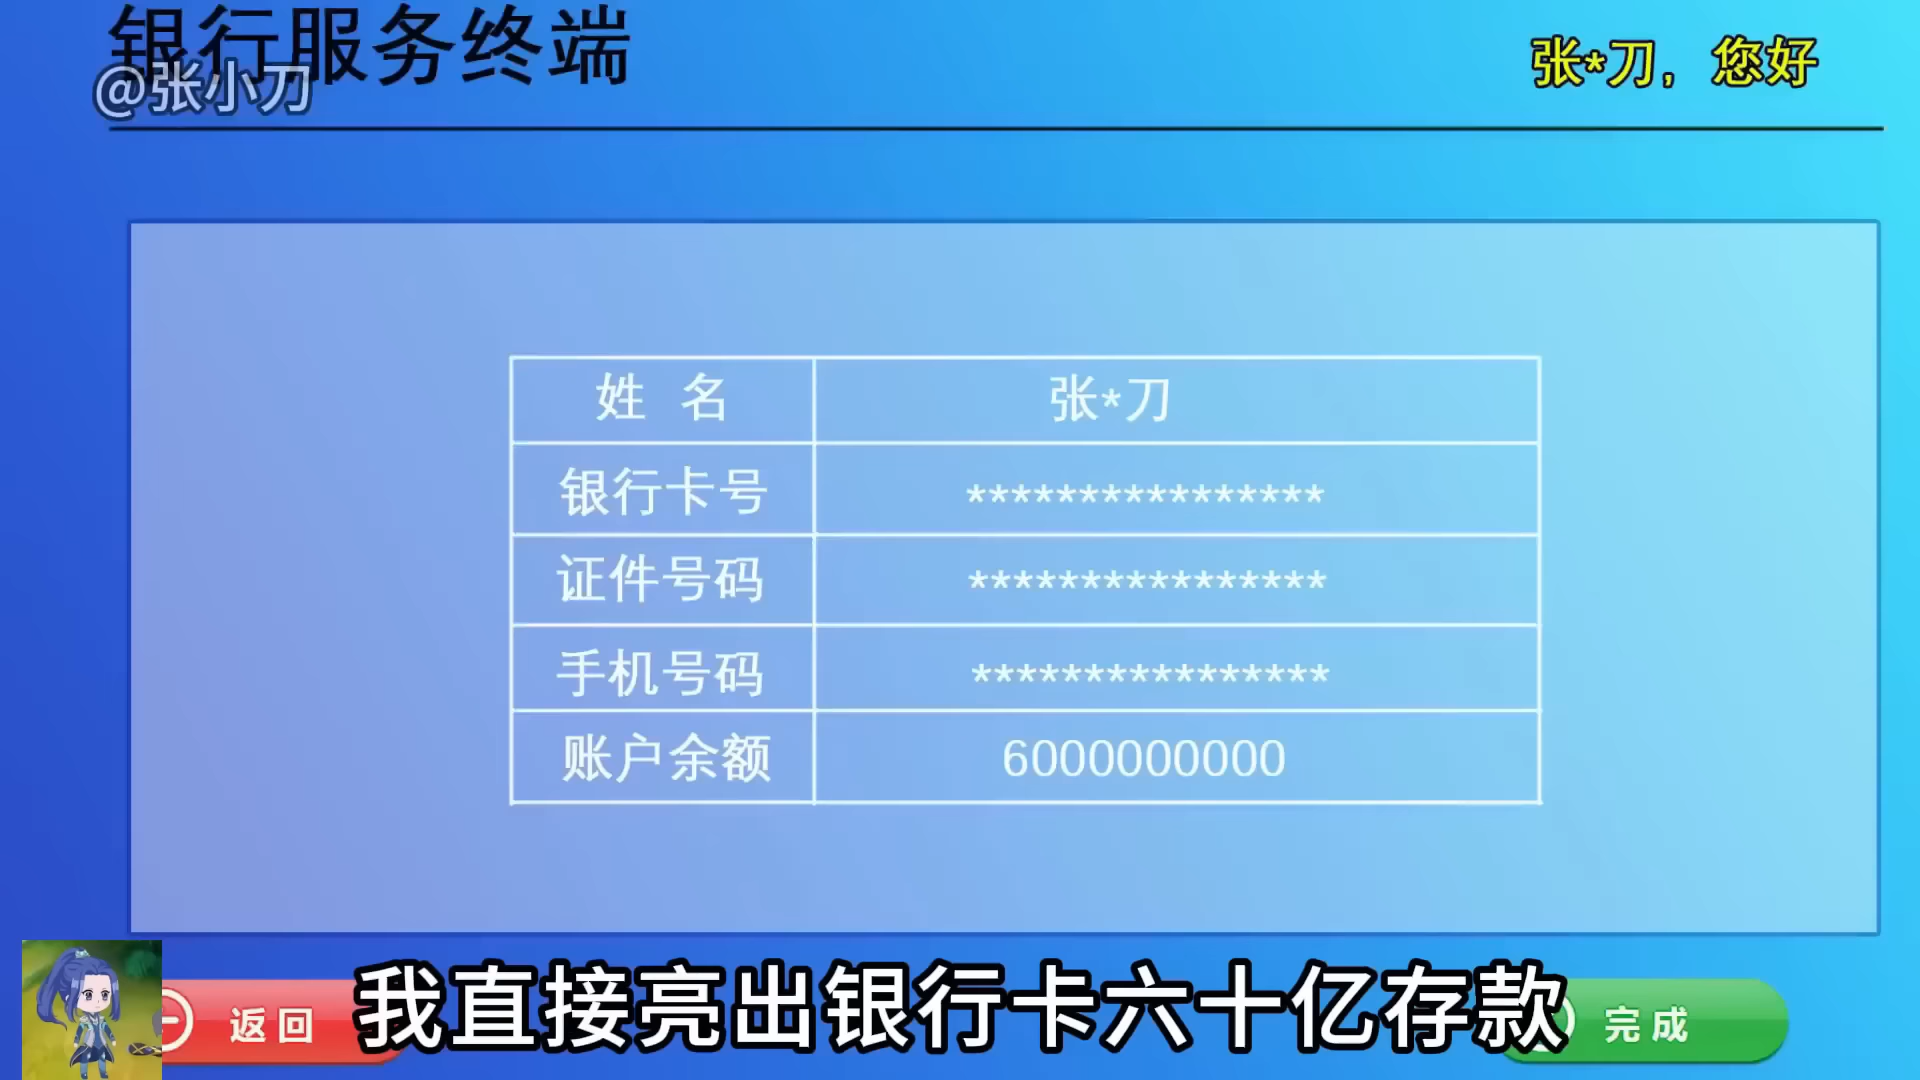 银行服务终端
@张小刀
张*刀，您好
姓 名 张*刀
银行卡号 ****************
证件号码 ****************
手机号码 ****************
账户余额 6000000000
返回
我直接亮出银行卡六十亿存款
完成